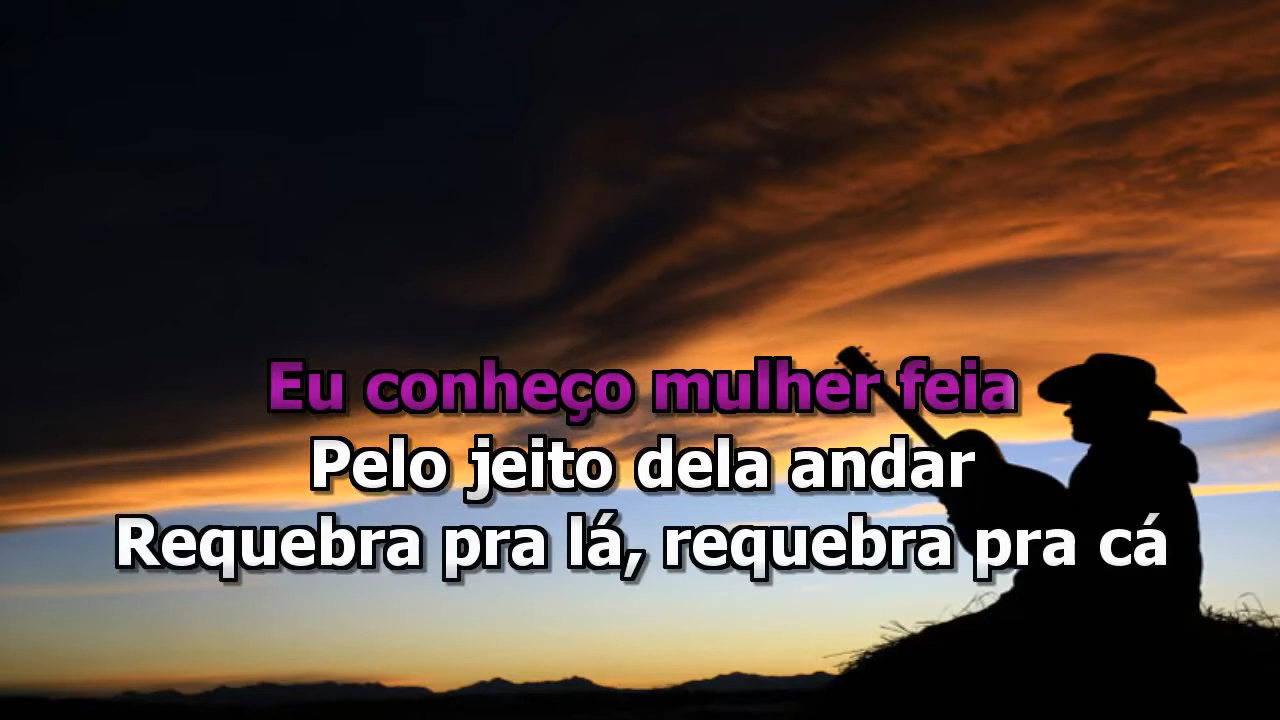 Eu conheço mulher feia
Pelo jeito dela andar
Requebra pra lá, requebra pra cá